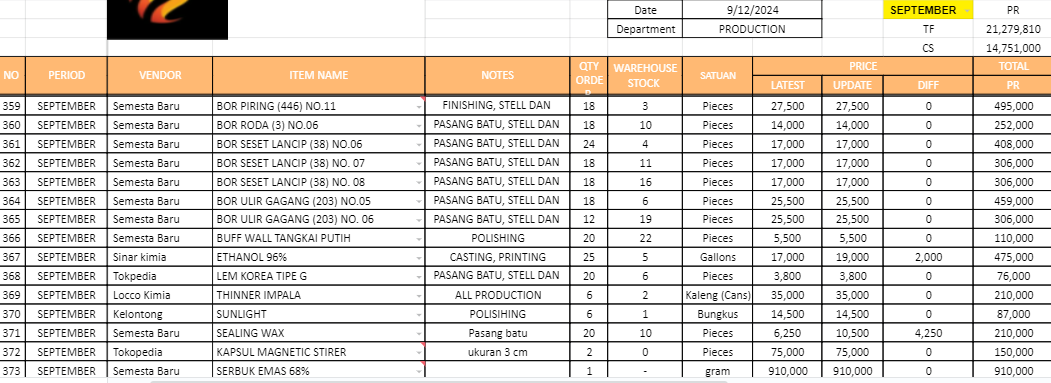 Date 9/12/2024 SEPTEMBER PR
Department PRODUCTION TF 21,279,810
CS 14,751,000
NO PERIOD VENDOR ITEM NAME NOTES QTY ORDE WAREHOUSE STOCK SATUAN PRICE TOTAL
LATEST UPDATE DIFF PR
359 SEPTEMBER Semesta Baru BOR PIRING (446) NO.11 FINISHING, STELL DAN 18 3 Pieces 27,500 27,500 0 495,000
360 SEPTEMBER Semesta Baru BOR RODA (3) NO.06 PASANG BATU, STELL DAN 18 10 Pieces 14,000 14,000 0 252,000
361 SEPTEMBER Semesta Baru BOR SESET LANCIP (38) NO.06 PASANG BATU, STELL DAN 24 4 Pieces 17,000 17,000 0 408,000
362 SEPTEMBER Semesta Baru BOR SESET LANCIP (38) NO. 07 PASANG BATU, STELL DAN 18 11 Pieces 17,000 17,000 0 306,000
363 SEPTEMBER Semesta Baru BOR SESET LANCIP (38) NO. 08 PASANG BATU, STELL DAN 18 16 Pieces 17,000 17,000 0 306,000
364 SEPTEMBER Semesta Baru BOR ULIR GAGANG (203) NO.05 PASANG BATU, STELL DAN 18 6 Pieces 25,500 25,500 0 459,000
365 SEPTEMBER Semesta Baru BOR ULIR GAGANG (203) NO. 06 PASANG BATU, STELL DAN 12 19 Pieces 25,500 25,500 0 306,000
366 SEPTEMBER Semesta Baru BUFF WALL TANGKAI PUTIH POLISHING 20 22 Pieces 5,500 5,500 0 110,000
367 SEPTEMBER Sinar kimia ETHANOL 96% CASTING, PRINTING 25 5 Gallons 17,000 19,000 2,000 475,000
368 SEPTEMBER Tokpedia LEM KOREA TIPE G PASANG BATU, STELL DAN 20 6 Pieces 3,800 3,800 0 76,000
369 SEPTEMBER Locco Kimia THINNER IMPALA ALL PRODUCTION 6 2 Kaleng (Cans) 35,000 35,000 0 210,000
370 SEPTEMBER Kelontong SUNLIGHT POLISIHING 6 1 Bungkus 14,500 14,500 0 87,000
371 SEPTEMBER Semesta Baru SEALING WAX Pasang batu 20 10 Pieces 6,250 10,500 4,250 210,000
372 SEPTEMBER Tokopedia KAPSUL MAGNETIC STIRER ukuran 3 cm 2 0 Pieces 75,000 75,000 0 150,000
373 SEPTEMBER Semesta Baru SERBUK EMAS 68% 1 - gram 910,000 910,000 0 910,000